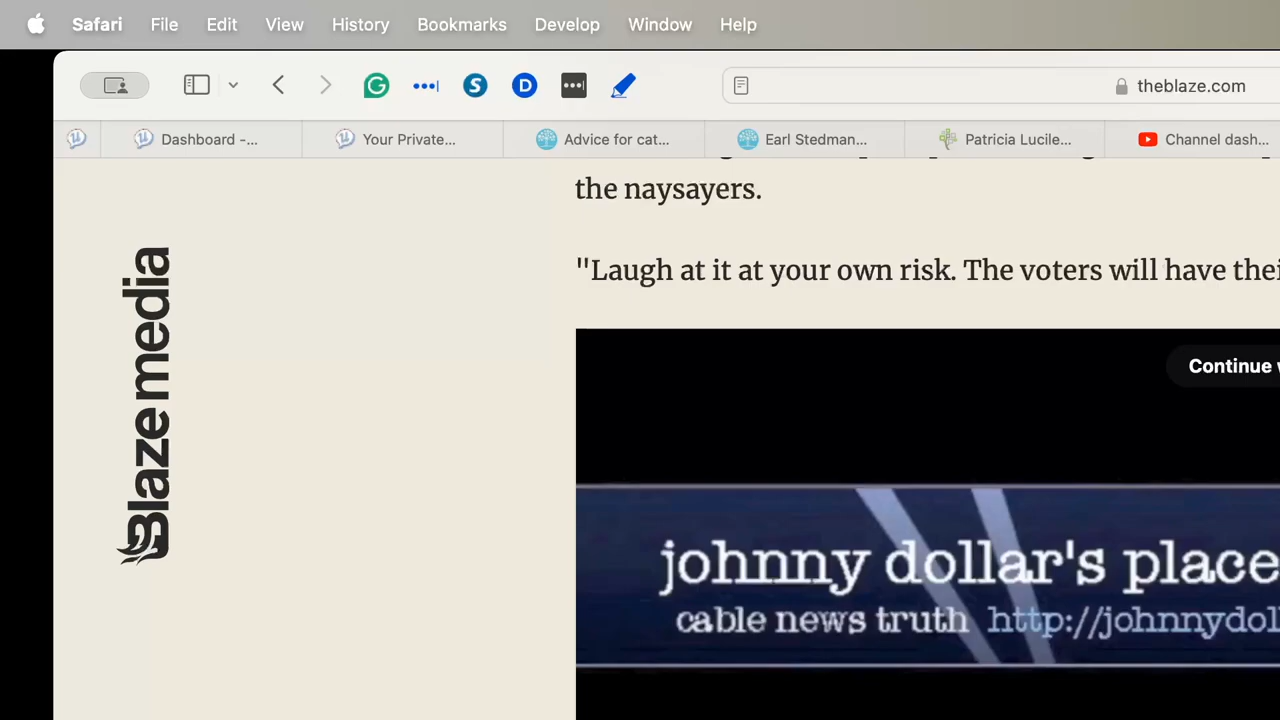 Safari File Edit View History Bookmarks Develop Window Help
theblaze.com
Dashboard -... Your Private... Advice for cat... Earl Stedman... Patricia Lucile... Channel dash...
the naysayers.
"Laugh at it at your own risk. The voters will have thei
Blaze media
Continue
johnny dollar's place
cable news truth http://johnnydol